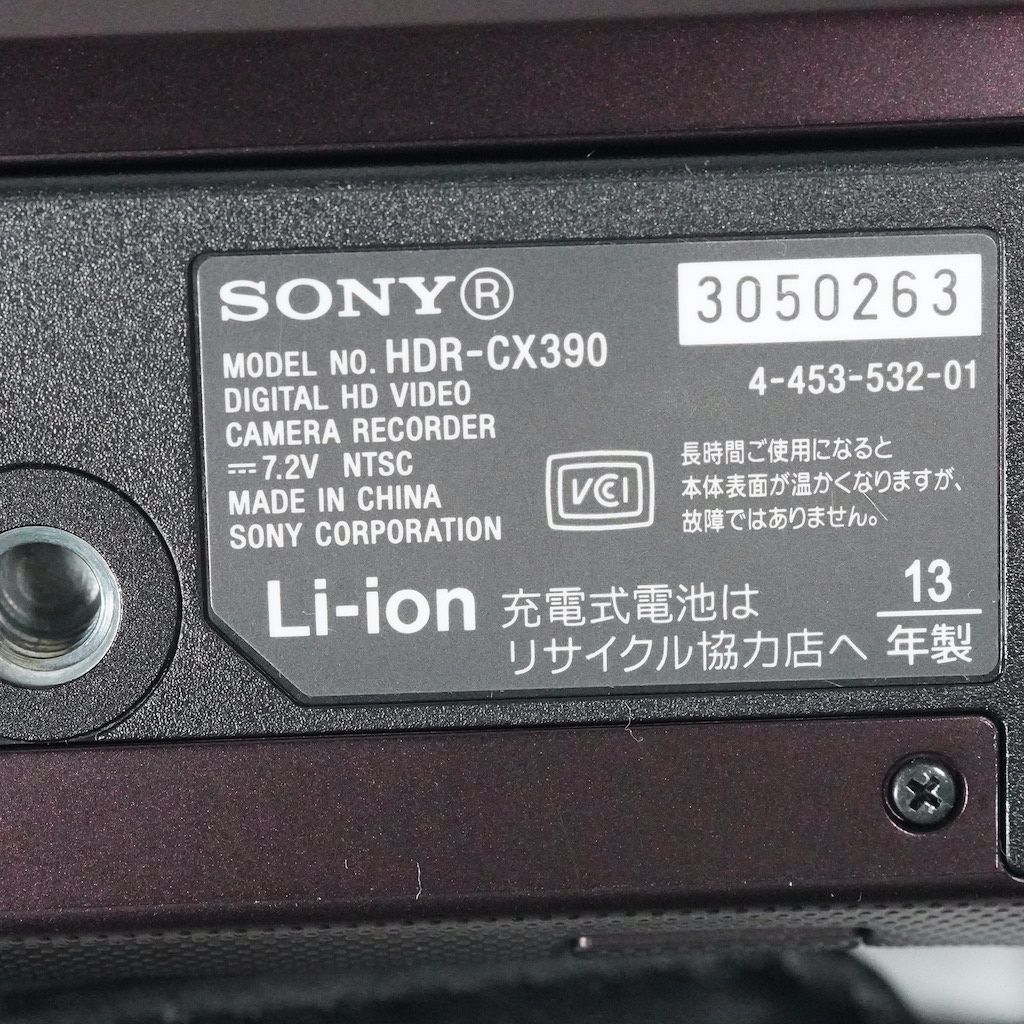 SONY®
3050263
MODEL NO. HDR-CX390
4-453-532-01
DIGITAL HD VIDEO
CAMERA RECORDER
⎓7.2V NTSC
MADE IN CHINA
SONY CORPORATION
VCCI
長時間ご使用になると
本体表面が温かくなりますが、
故障ではありません。
Li-ion
充電式電池は
リサイクル協力店へ
13
年製